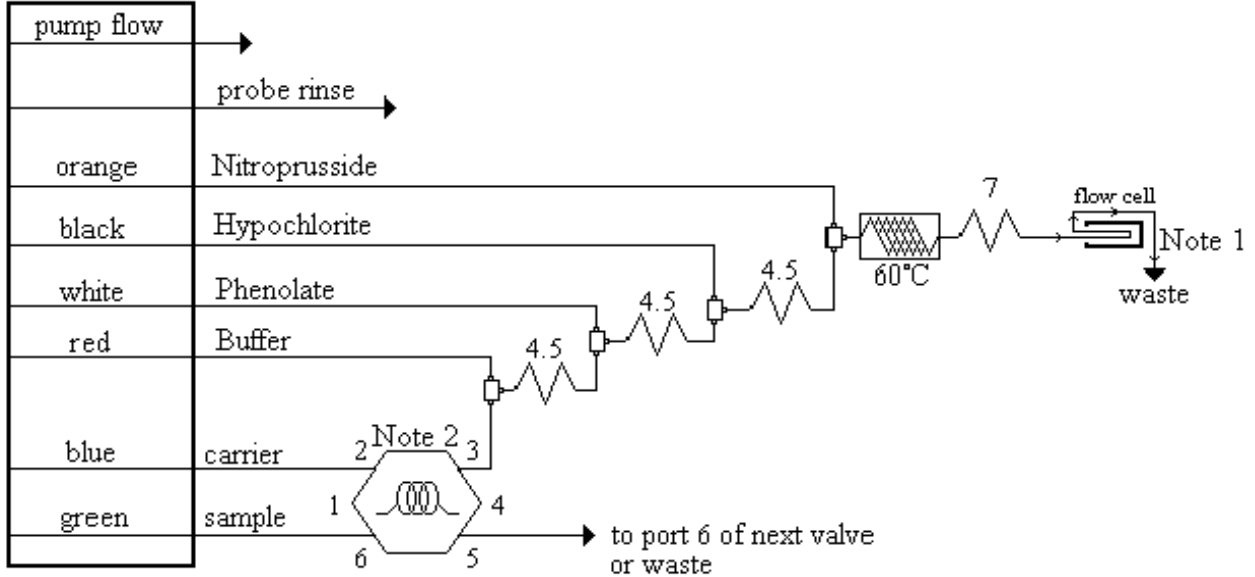 pump flow
probe rinse
orange Nitroprusside
7
flow cell
black Hypochlorite
Note 1
60°C
4.5
waste
white Phenolate
4.5
red Buffer
4.5
Note 2
blue carrier 2 3
1 4
green sample
6 5
to port 6 of next valve
or waste